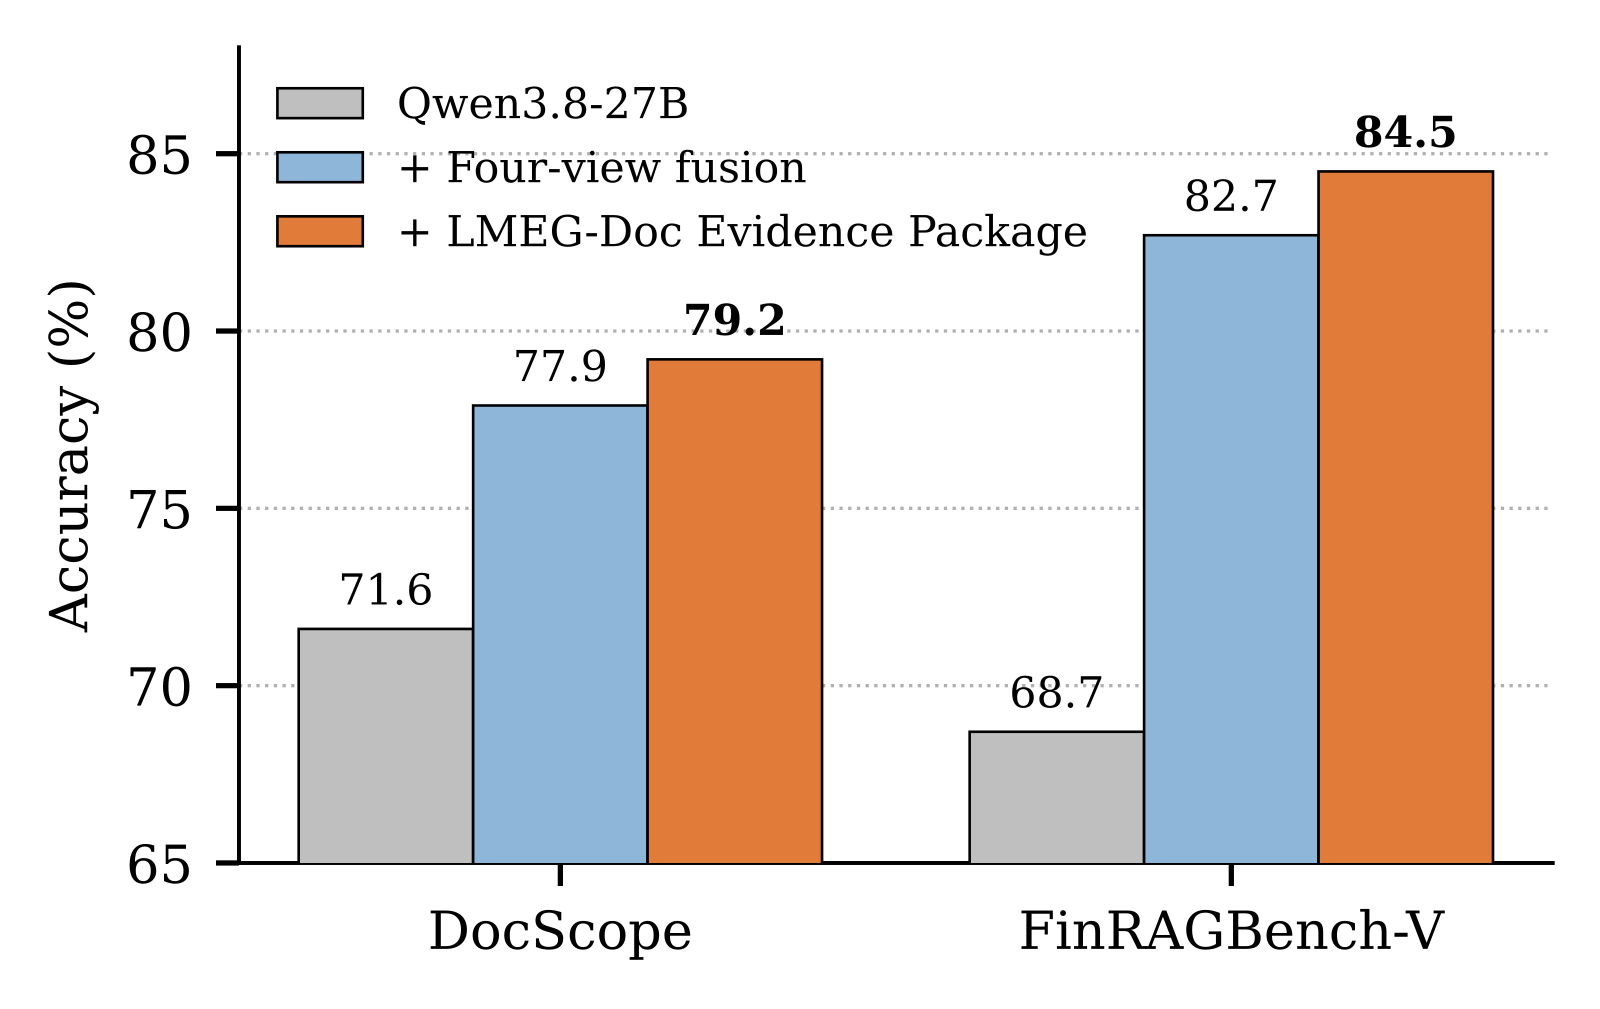 Qwen3.8-27B
+ Four-view fusion
+ LMEG-Doc Evidence Package
Accuracy (%)
85
80
75
70
65
71.6
77.9
79.2
68.7
82.7
84.5
DocScope
FinRAGBench-V